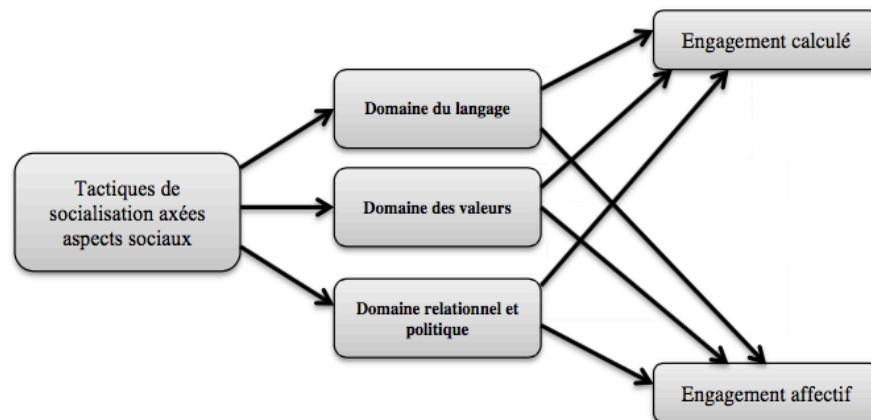 Engagement calculé
Domaine du langage
Tactiques de
socialisation axées
aspects sociaux
Domaine des valeurs
Domaine relationnel et
politique
Engagement affectif